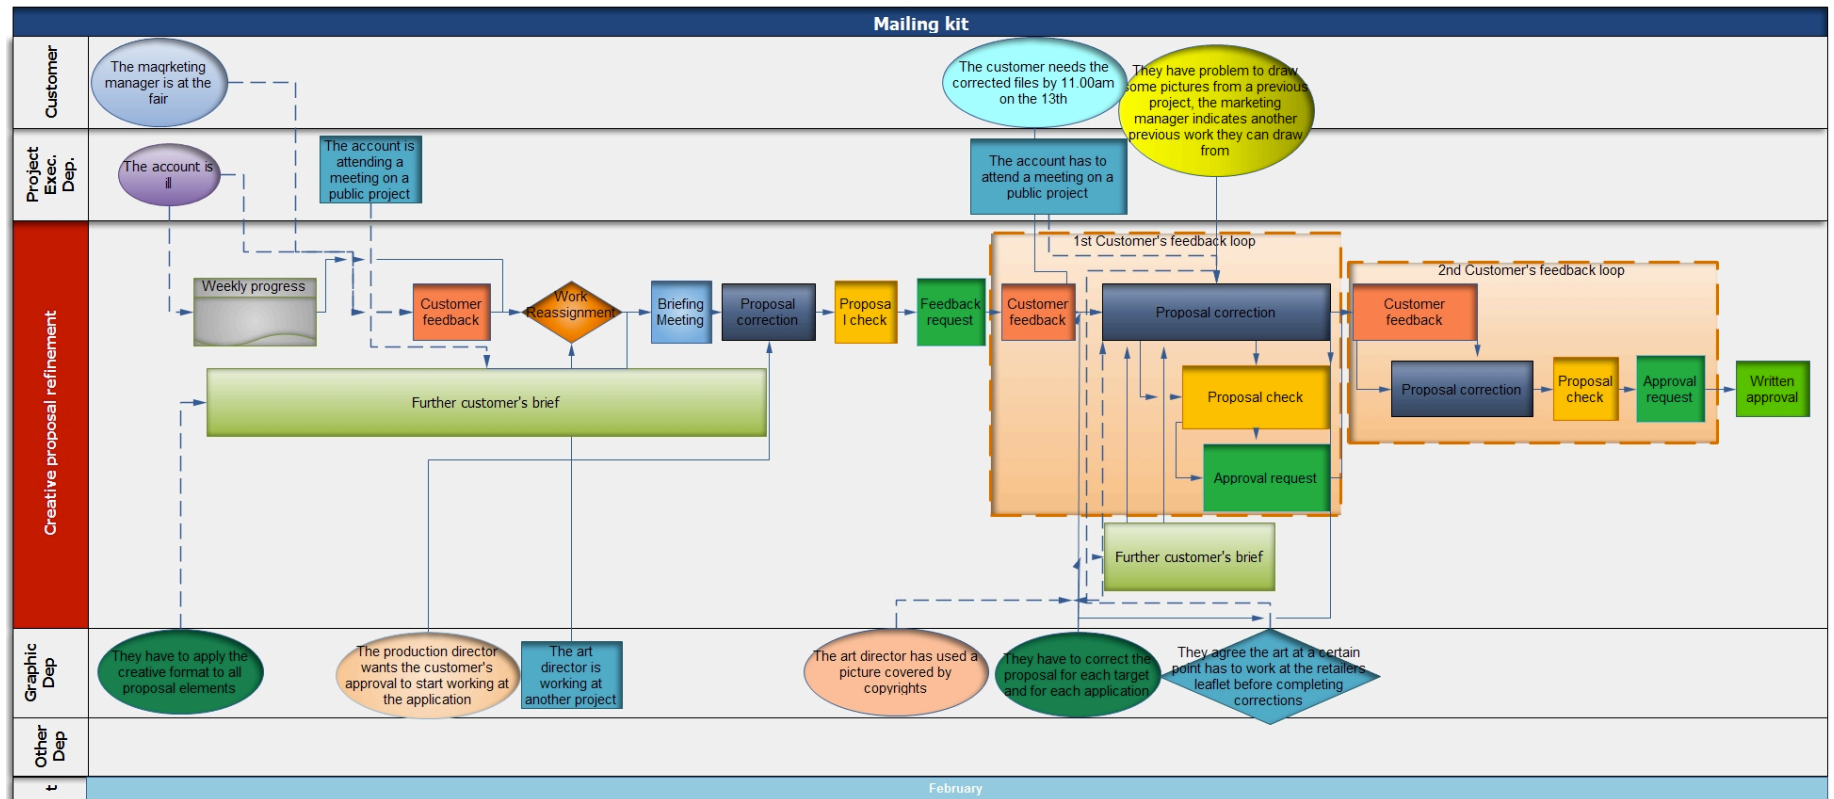 Mailing kit
Customer
The maqrketing
manager is at the
fair
The customer needs the
corrected files by 11.00am
on the 13th
They have problem to draw
some pictures from a previous
project, the marketing
manager indicates another
previous work they can draw
from
Project
Exec.
Dep.
The account is
ill
The account is
attending a
meeting on a
public project
The account has to
attend a meeting on a
public project
Creative proposal refinement
Weekly progress
Customer
feedback
Work
Reassignment
Briefing
Meeting
Proposal
correction
Proposa
l check
Feedback
request
Further customer's brief
1st Customer's feedback loop
Customer
feedback
Proposal correction
Proposal check
Approval request
Further customer's brief
2nd Customer's feedback loop
Customer
feedback
Proposal correction
Proposal
check
Approval
request
Written
approval
Graphic
Dep
They have to apply the
creative format to all
proposal elements
The production director
wants the customer's
approval to start working at
the application
The art
director is
working at
another project
The art director has used a
picture covered by
copyrights
They have to correct the
proposal for each target
and for each application
They agree the art at a certain
point has to work at the retailers
leaflet before completing
corrections
Other
Dep
t
February